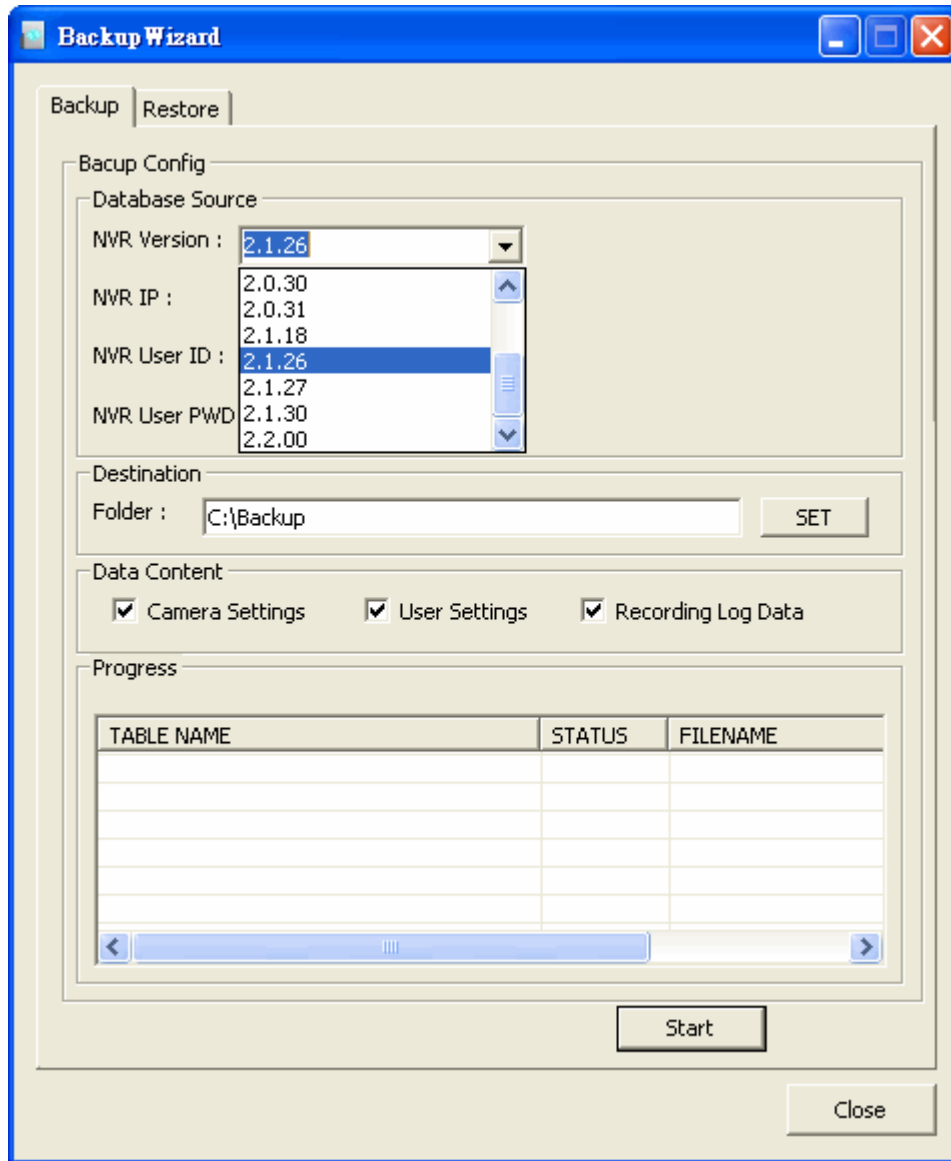 Backup Wizard
Backup Restore
Bacup Config
Database Source
NVR Version : 2.1.26
2.0.30
NVR IP :
2.0.31
2.1.18
NVR User ID : 2.1.26
2.1.27
NVR User PWD 2.1.30
2.2.00
Destination
Folder : C:\Backup SET
Data Content
Camera Settings User Settings Recording Log Data
Progress
TABLE NAME STATUS FILENAME
Start
Close